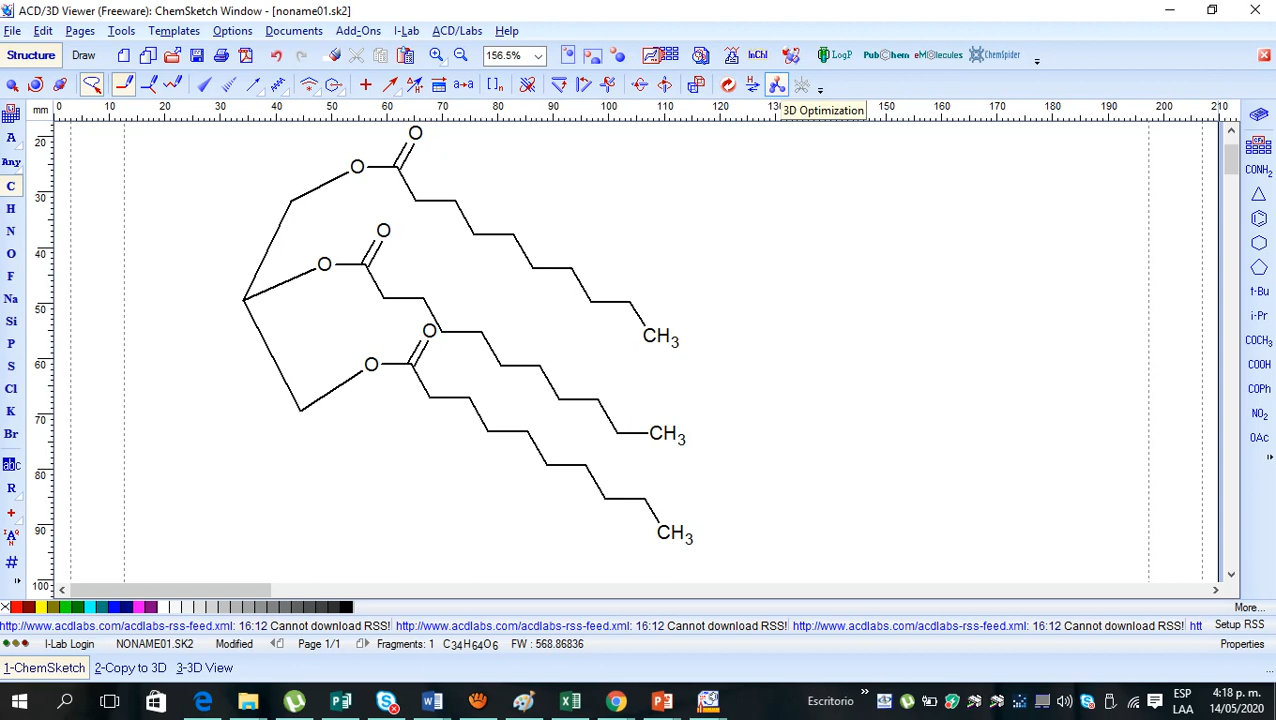 ACD/3D Viewer (Freeware): ChemSketch Window - [noname01.sk2]
File Edit Pages Tools Templates Options Documents Add-Ons I-Lab ACD/Labs Help
Structure Draw 156.5% InChI LogP PubChem eMolecules ChemSpider
3D Optimization
mm 0 10 20 30 40 50 60 70 80 90 100 110 120 130 150 160 170 180 190 200 210
20
30
40
50
60
70
80
90
100
A
Any
C
H
N
O
F
Na
Si
P
S
Cl
K
Br
abc
R
#
O
O
O
O
O
O
CH3
CH3
CH3
CONH2
t-Bu
i-Pr
COCH3
COOH
COPh
NO2
OAc
More...
http://www.acdlabs.com/acdlabs-rss-feed.xml: 16:12 Cannot download RSS! http://www.acdlabs.com/acdlabs-rss-feed.xml: 16:12 Cannot download RSS! http://www.acdlabs.com/acdlabs-rss-feed.xml: 16:12 Cannot download RSS! htt Setup RSS
I-Lab Login NONAME01.SK2 Modified Page 1/1 Fragments: 1 C34H64O6 FW : 568.86836 Properties
1-ChemSketch 2-Copy to 3D 3-3D View
Escritorio » ESP 4:18 p. m.
LAA 14/05/2020